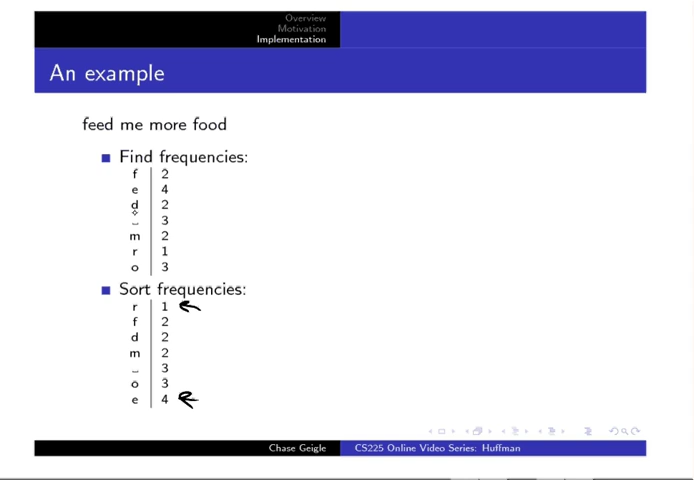 Overview
Motivation
Implementation
An example
feed me more food
Find frequencies:
f 2
e 4
d 2
␣ 3
m 2
r 1
o 3
Sort frequencies:
r 1
f 2
d 2
m 2
␣ 3
o 3
e 4
Chase Geigle CS225 Online Video Series: Huffman